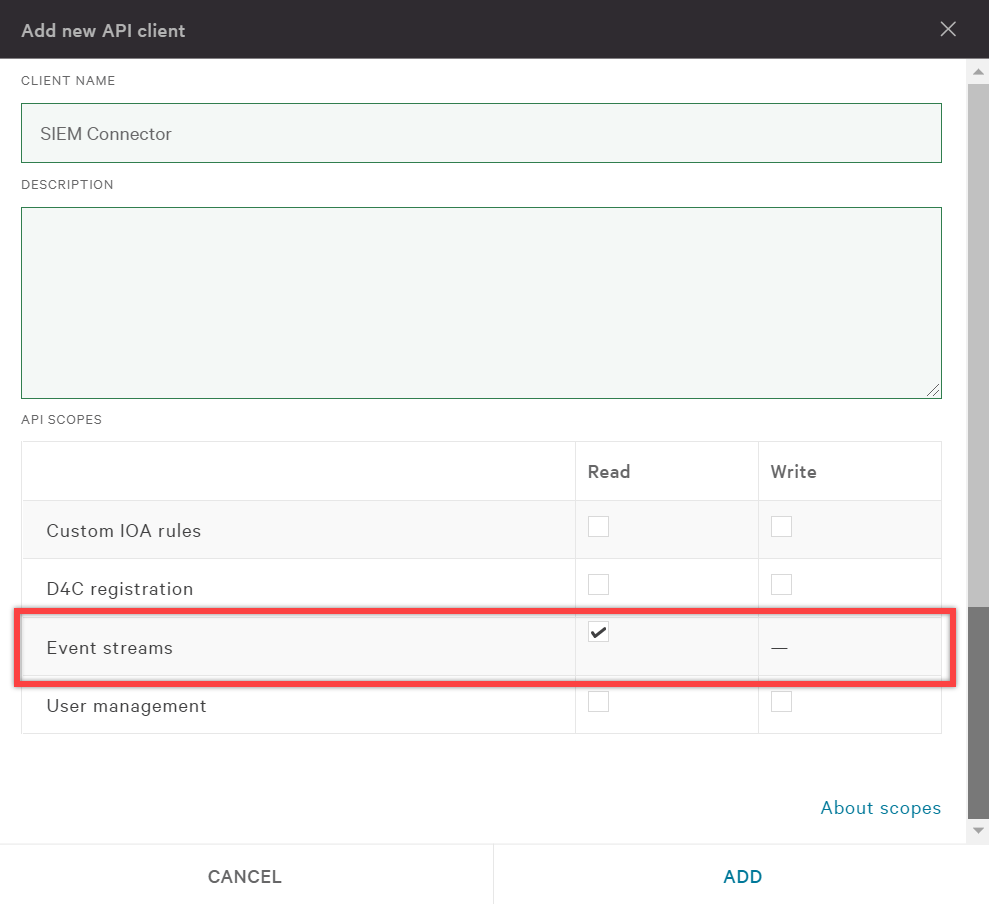 Add new API client
CLIENT NAME
SIEM Connector
DESCRIPTION
API SCOPES
Read Write
Custom IOA rules
D4C registration
Event streams —
User management
About scopes
CANCEL ADD